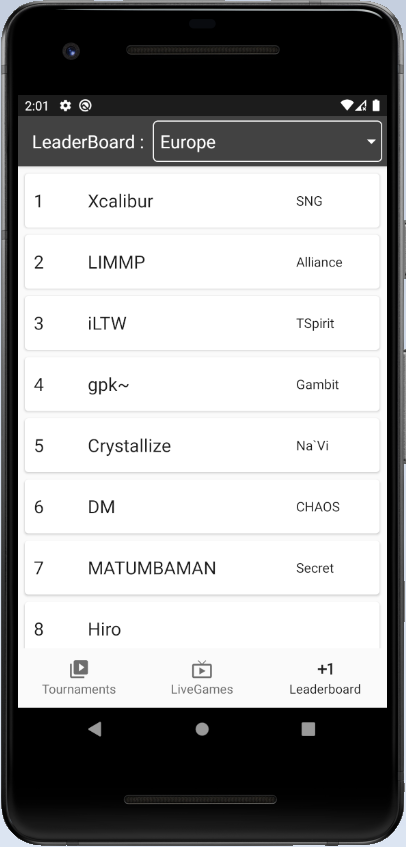 2:01
LeaderBoard : Europe
1 Xcalibur SNG
2 LIMMP Alliance
3 iLTW TSpirit
4 gpk~ Gambit
5 Crystallize Na`Vi
6 DM CHAOS
7 MATUMBAMAN Secret
8 Hiro
+1
Tournaments LiveGames Leaderboard